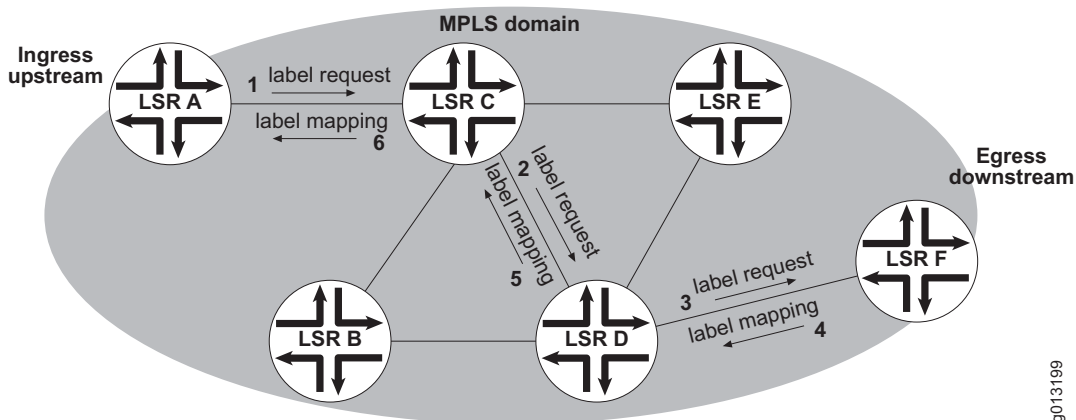 MPLS domain
Ingress
upstream
LSR A
1 label request
label mapping
6
LSR C
LSR E
2 label request
label mapping
5
Egress
downstream
LSR F
3 label request
label mapping 4
LSR B
LSR D
g013199